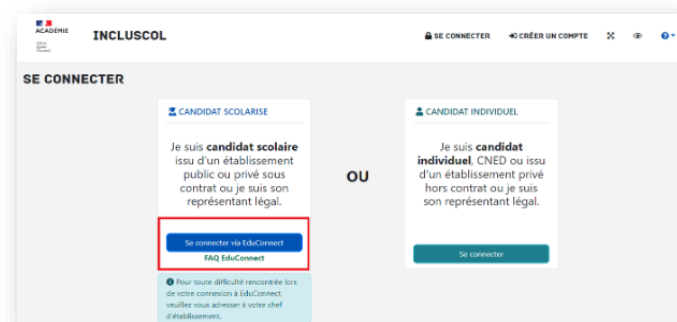 ACADÉMIE
INCLUSCOL
SE CONNECTER
CRÉER UN COMPTE
SE CONNECTER
CANDIDAT SCOLARISE
Je suis candidat scolaire
issu d'un établissement
public ou privé sous
contrat ou je suis son
représentant légal.
Se connecter via EduConnect
FAQ EduConnect
Pour toute difficulté rencontrée lors
de votre connexion à EduConnect,
veuillez vous adresser à votre chef
d'établissement.
OU
CANDIDAT INDIVIDUEL
Je suis candidat
individuel, CNED ou issu
d'un établissement privé
hors contrat ou je suis
son représentant légal.
Se connecter